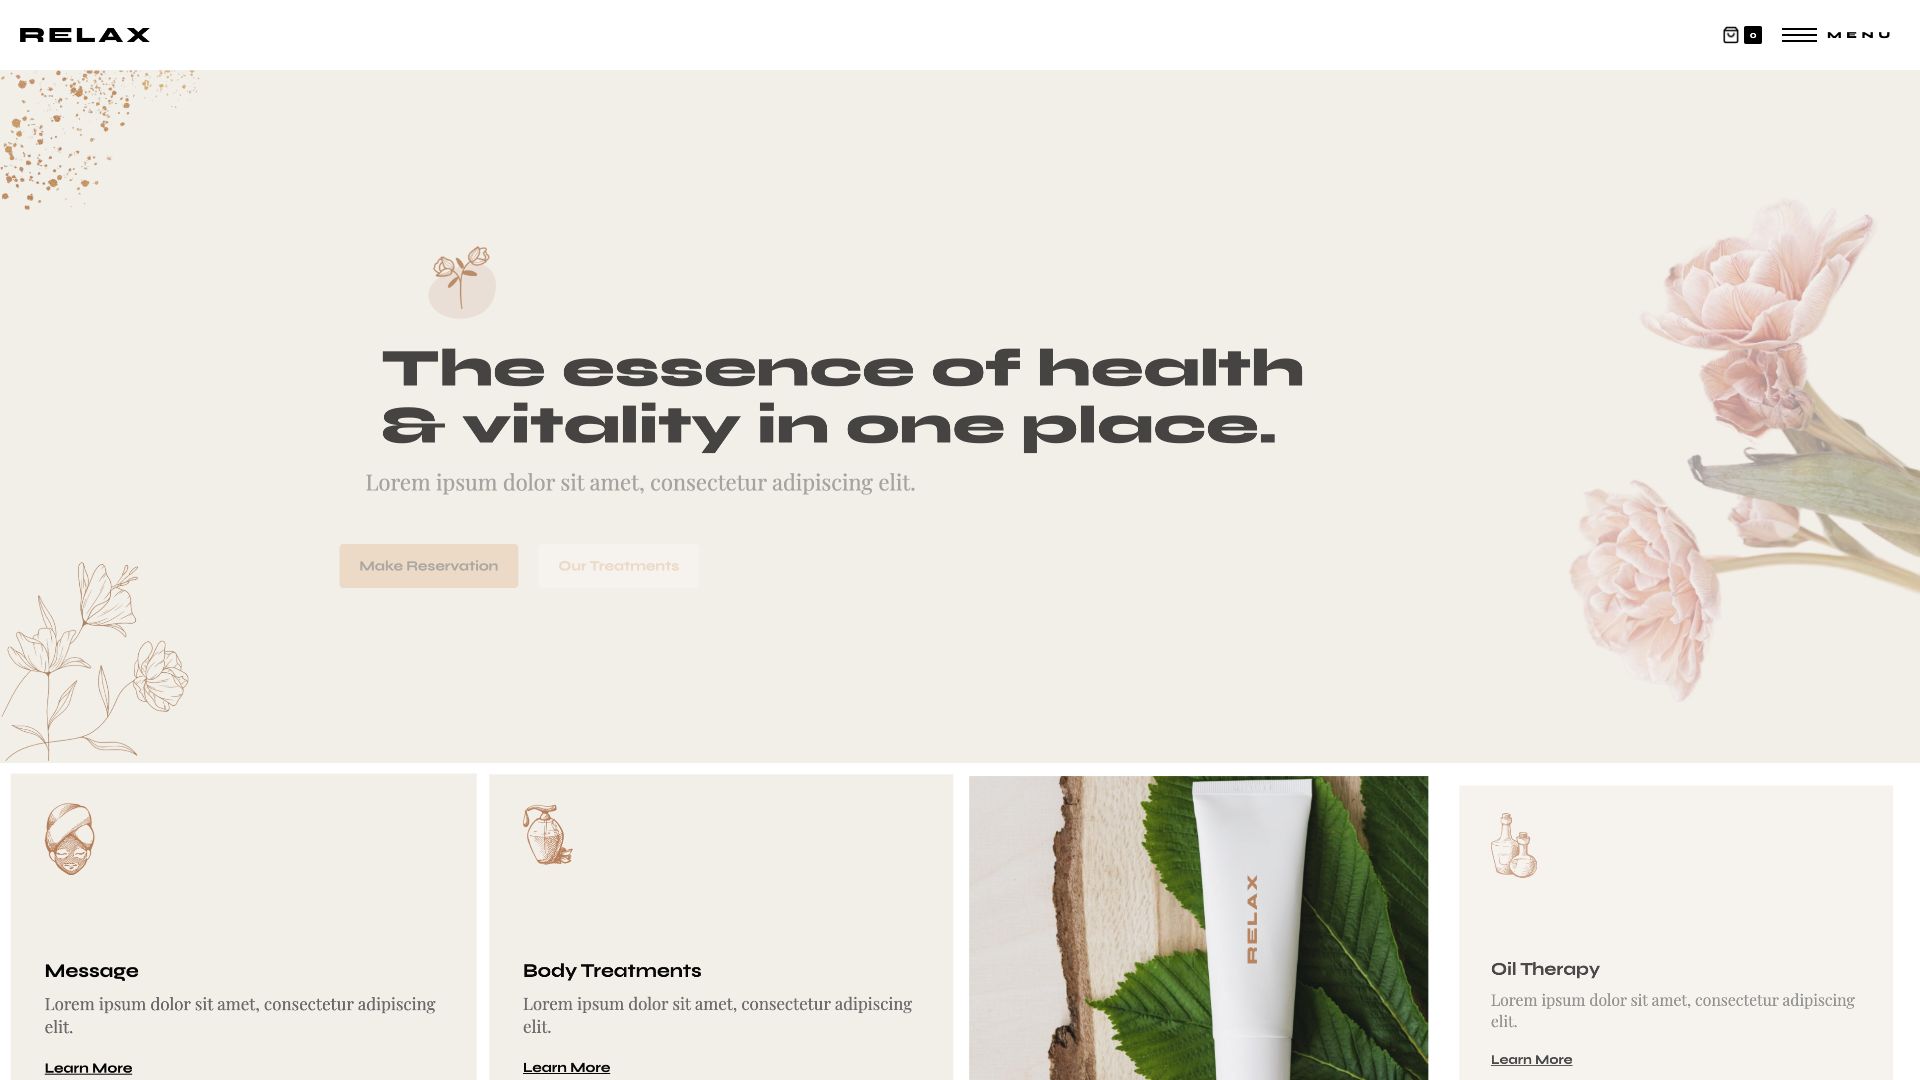 RELAX
0
MENU
The essence of health
& vitality in one place.
Lorem ipsum dolor sit amet, consectetur adipiscing elit.
Make Reservation
Our Treatments
Message
Lorem ipsum dolor sit amet, consectetur adipiscing
elit.
Learn More
Body Treatments
Lorem ipsum dolor sit amet, consectetur adipiscing
elit.
Learn More
RELAX
Oil Therapy
Lorem ipsum dolor sit amet, consectetur adipiscing
elit.
Learn More